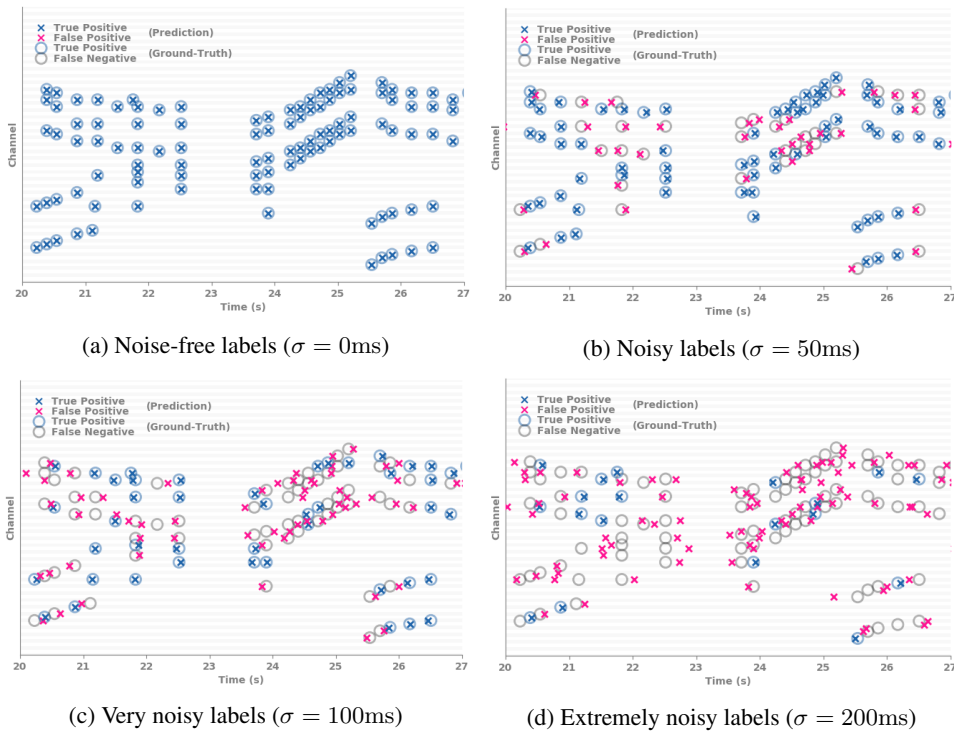 True Positive
False Positive
(Prediction)
True Positive
False Negative
(Ground-Truth)
Channel
20 21 22 23 24 25 26 27
Time (s)
(a) Noise-free labels (σ = 0ms)
True Positive
False Positive
(Prediction)
True Positive
False Negative
(Ground-Truth)
Channel
20 21 22 23 24 25 26 27
Time (s)
(b) Noisy labels (σ = 50ms)
True Positive
False Positive
(Prediction)
True Positive
False Negative
(Ground-Truth)
Channel
20 21 22 23 24 25 26 27
Time (s)
(c) Very noisy labels (σ = 100ms)
True Positive
False Positive
(Prediction)
True Positive
False Negative
(Ground-Truth)
Channel
20 21 22 23 24 25 26 27
Time (s)
(d) Extremely noisy labels (σ = 200ms)